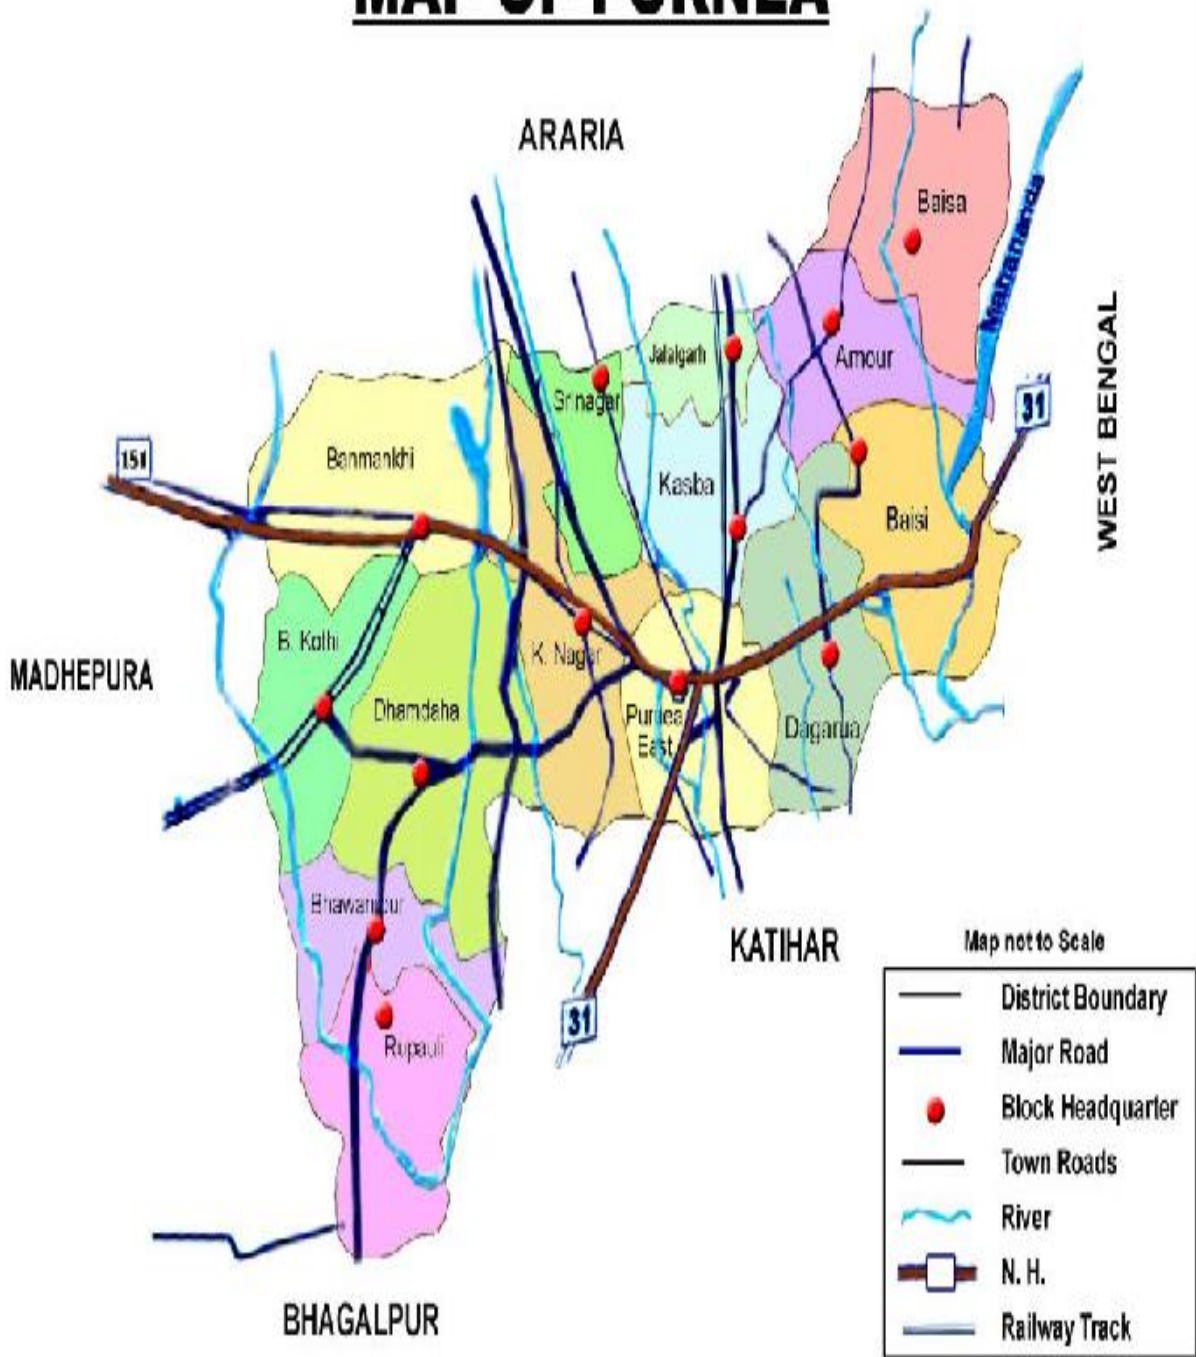 MAP OF PURNEA
ARARIA
Baisa
Mahananda
WEST BENGAL
Amour
Jalalgarh
Srinagar
31
Banmankhi
Kasba
Baisi
B. Kothi
K. Nagar
MADHEPURA
Dhamdaha
Purnea
East
Dagarua
Bhawanipur
KATIHAR
31
Rupauli
BHAGALPUR
Map not to Scale
District Boundary
Major Road
Block Headquarter
Town Roads
River
N. H.
Railway Track